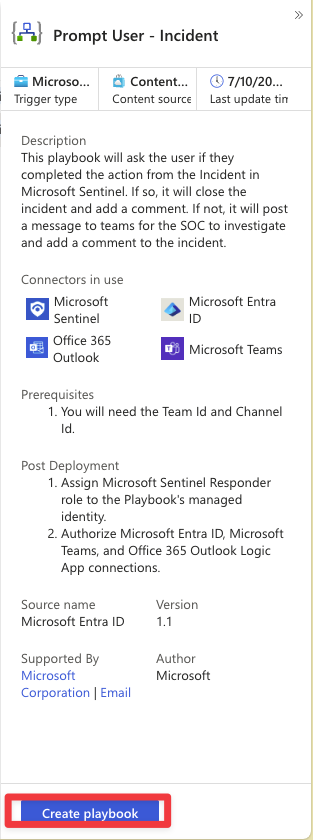 Prompt User - Incident
Microso...
Content...
7/10/20...
Trigger type
Content source
Last update tim
Description
This playbook will ask the user if they
completed the action from the Incident in
Microsoft Sentinel. If so, it will close the
incident and add a comment. If not, it will post
a message to teams for the SOC to investigate
and add a comment to the incident.
Connectors in use
Microsoft
Sentinel
Microsoft Entra
ID
Office 365
Outlook
Microsoft Teams
Prerequisites
1. You will need the Team Id and Channel
Id.
Post Deployment
1. Assign Microsoft Sentinel Responder
role to the Playbook's managed
identity.
2. Authorize Microsoft Entra ID, Microsoft
Teams, and Office 365 Outlook Logic
App connections.
Source name
Version
Microsoft Entra ID
1.1
Supported By
Author
Microsoft
Corporation | Email
Microsoft
Create playbook